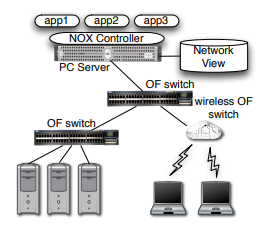 app1 app2 app3
NOX Controller
Network
View
PC Server
OF switch
wireless OF
switch
OF switch